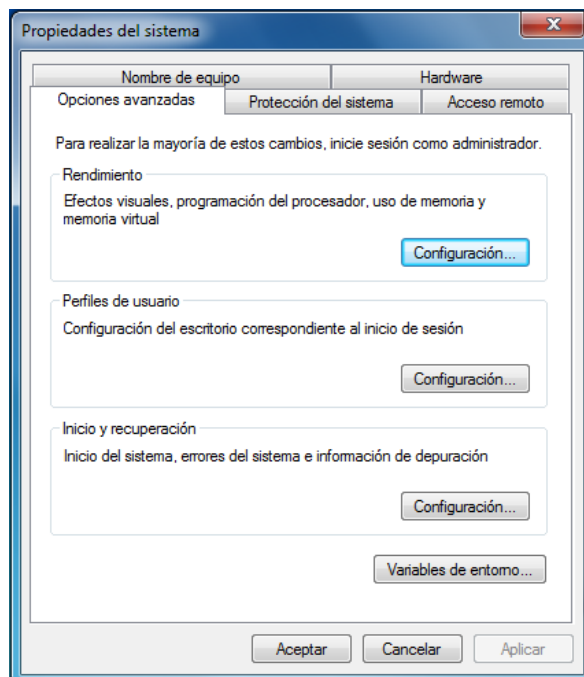 Propiedades del sistema
Nombre de equipo
Hardware
Opciones avanzadas
Protección del sistema
Acceso remoto
Para realizar la mayoría de estos cambios, inicie sesión como administrador.
Rendimiento
Efectos visuales, programación del procesador, uso de memoria y
memoria virtual
Configuración...
Perfiles de usuario
Configuración del escritorio correspondiente al inicio de sesión
Configuración...
Inicio y recuperación
Inicio del sistema, errores del sistema e información de depuración
Configuración...
Variables de entorno...
Aceptar
Cancelar
Aplicar